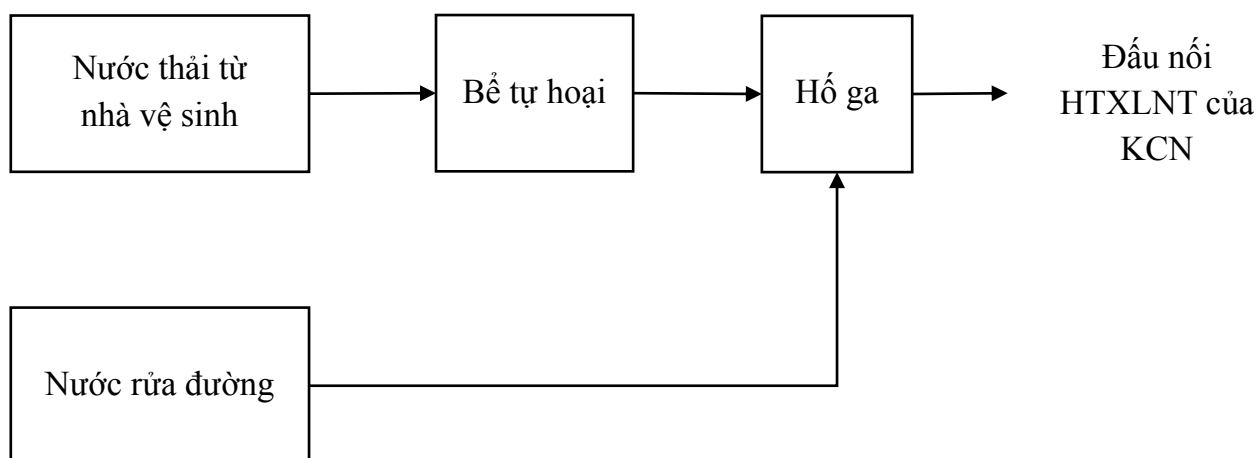 Nước thải từ
nhà vệ sinh
Bể tự hoại
Hố ga
Đấu nối
HTXLNT của
KCN
Nước rửa đường